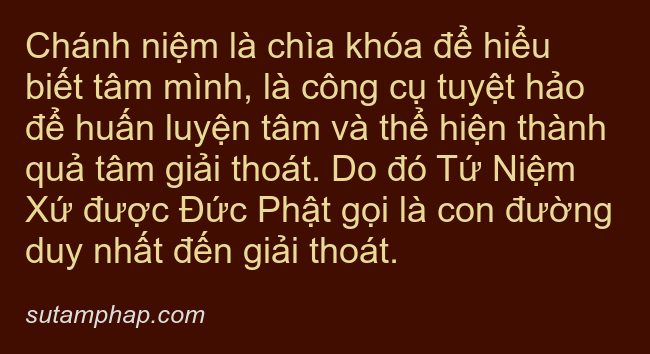 Chánh niệm là chìa khóa để hiểu
biết tâm mình, là công cụ tuyệt hảo
để huấn luyện tâm và thể hiện thành
quả tâm giải thoát. Do đó Tứ Niệm
Xứ được Đức Phật gọi là con đường
duy nhất đến giải thoát.
sutamphap.com